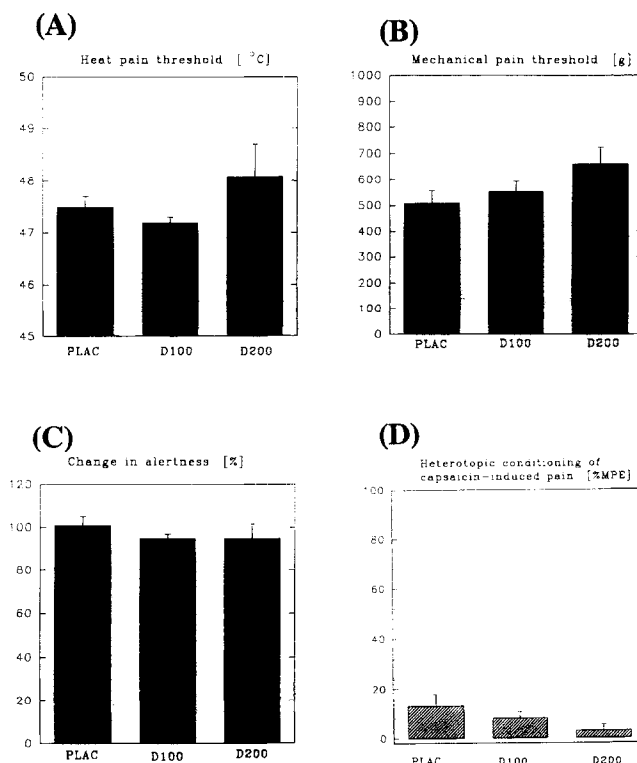 (A)
Heat pain threshold [ °C]
50
49
48
47
46
45
PLAC D100 D200
(B)
Mechanical pain threshold [g]
1000
900
800
700
600
500
400
300
200
100
0
PLAC D100 D200
(C)
Change in alertness [%]
120
100
80
60
40
20
0
PLAC D100 D200
(D)
Heterotopic conditioning of
capsaicin-induced pain [%MPE]
100
80
60
40
20
0
PLAC D100 D200